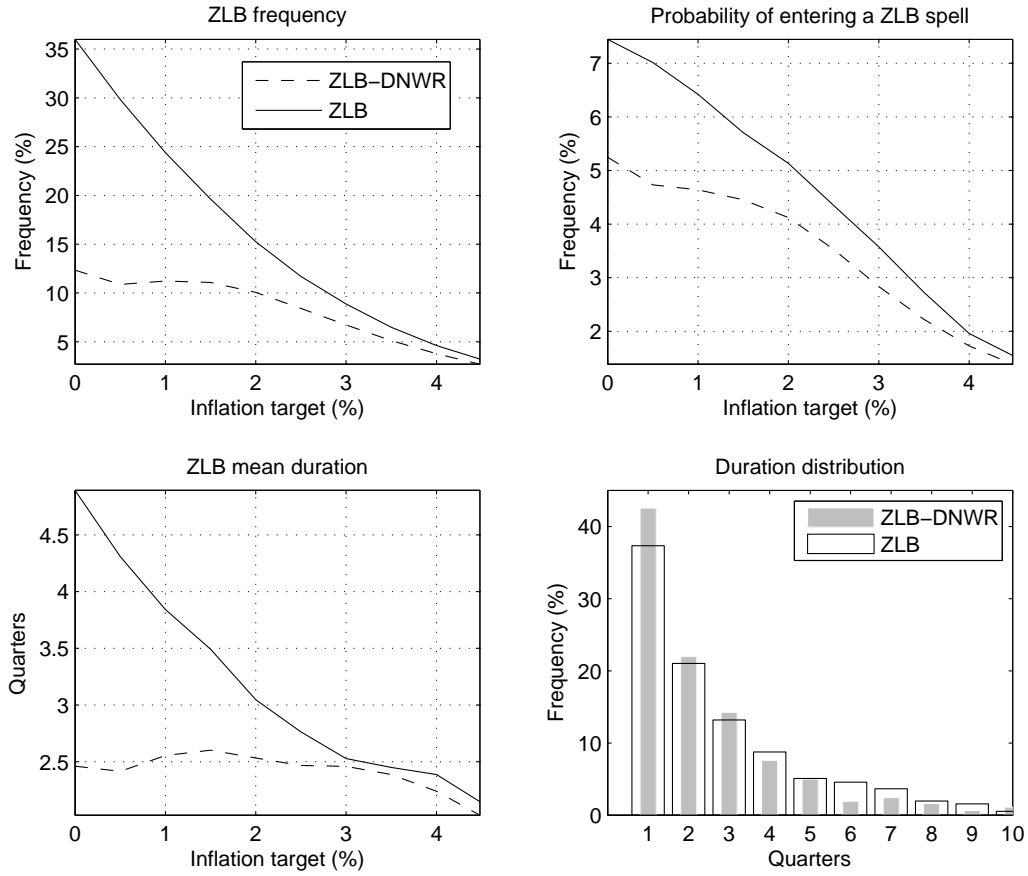 ZLB frequency
Frequency (%)
35
30
25
20
15
10
5
ZLB–DNWR
ZLB
0 1 2 3 4
Inflation target (%)
Probability of entering a ZLB spell
Frequency (%)
7
6
5
4
3
2
0 1 2 3 4
Inflation target (%)
ZLB mean duration
Quarters
4.5
4
3.5
3
2.5
0 1 2 3 4
Inflation target (%)
Duration distribution
Frequency (%)
40
30
20
10
0
ZLB–DNWR
ZLB
1 2 3 4 5 6 7 8 9 10
Quarters